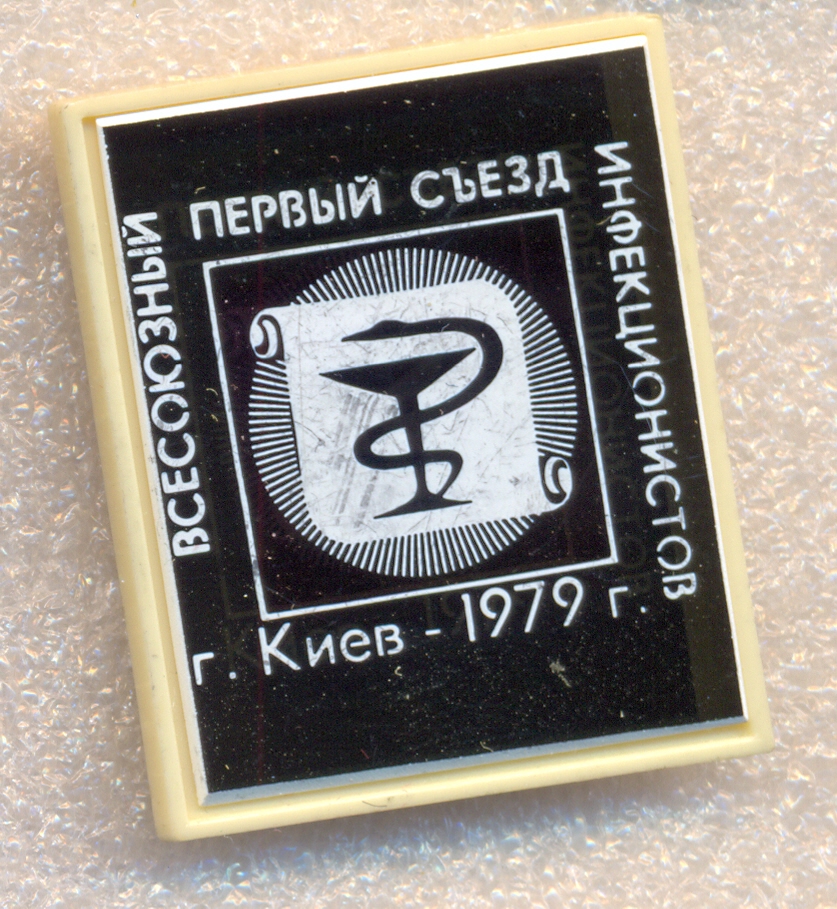 ВСЕСОЮЗНЫЙ
ПЕРВЫЙ СЪЕЗД
ИНФЕКЦИОНИСТОВ
г. Киев - 1979 г.